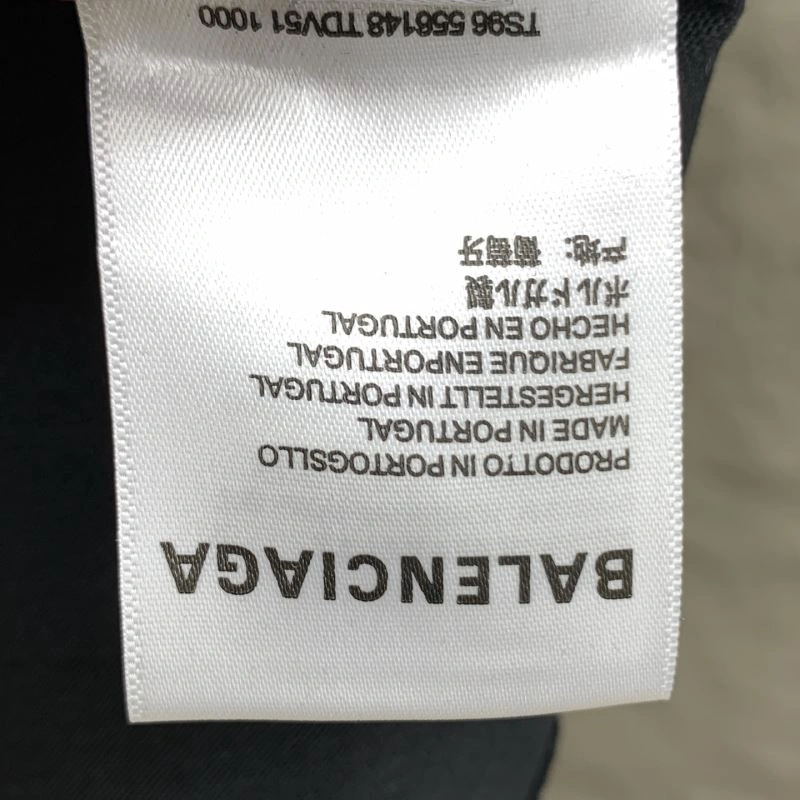 BALENCIAGA
PRODOTTO IN PORTOGSLLO
MADE IN PORTUGAL
HERGESTELLT IN PORTUGAL
FABRIQUE ENPORTUGAL
HECHO EN PORTUGAL
ポルドガル製
产地: 葡萄牙
TS96 556148 TDV51 1000